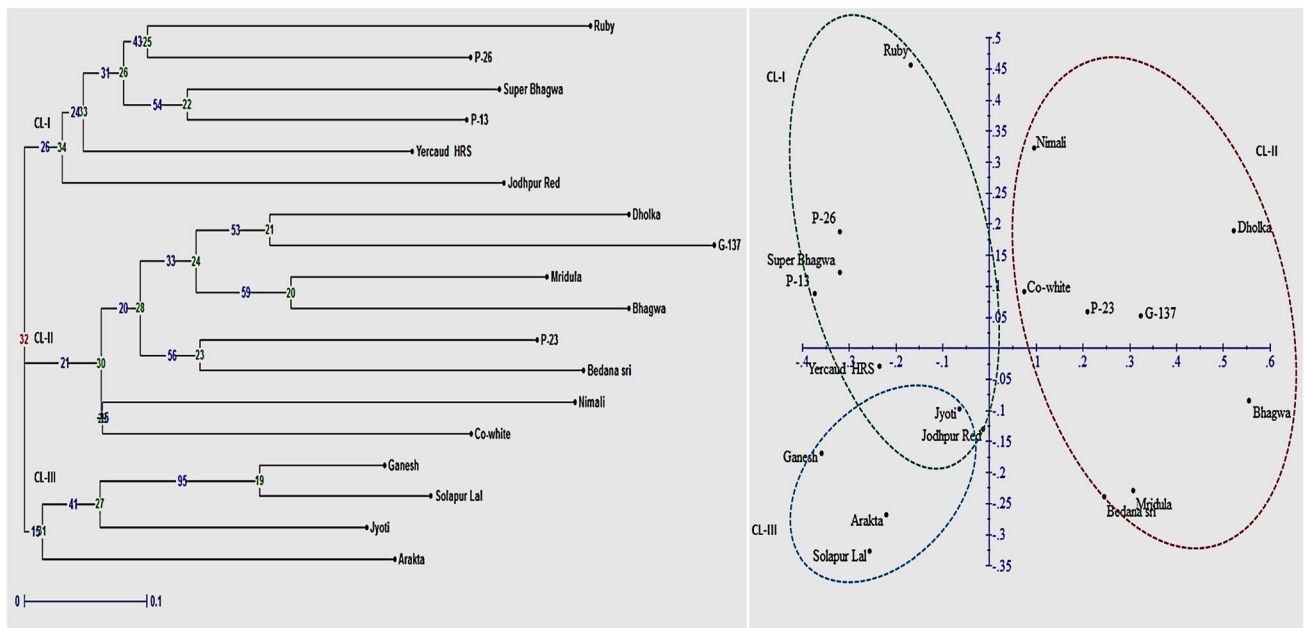 Ruby
43 25
P-26
31 26
Super Bhagwa
54 22
P-13
24 33
CL-I
26 34
Yercaud HRS
Jodhpur Red
Dholka
53 21
G-137
33 24
Mridula
59 20
Bhagwa
20 28
P-23
32 CL-II
56 23
21 30
Bedana sri
Nimali
15
Co-white
Ganesh
CL-III
95 19
Solapur Lal
41 27
Jyoti
15
Arakta
0 0.1
.5
Ruby
.45
CL-I
.4
.35
Nimali
.3
CL-II
.25
P-26
.2
Dholka
.15
Super Bhagwa
P-13
.1
Co-white
P-23
G-137
.05
-.4 .3 -.2 -.1 .1 .2 .3 .4 .5 .6
Yercaud HRS
.05
Jyoti
-.1
Bhagwa
Jodhpur Red
-.15
Ganesh
-.2
Mridula
Bedana sri
-.25
Arakta
CL-III
-.3
Solapur Lal
-.35